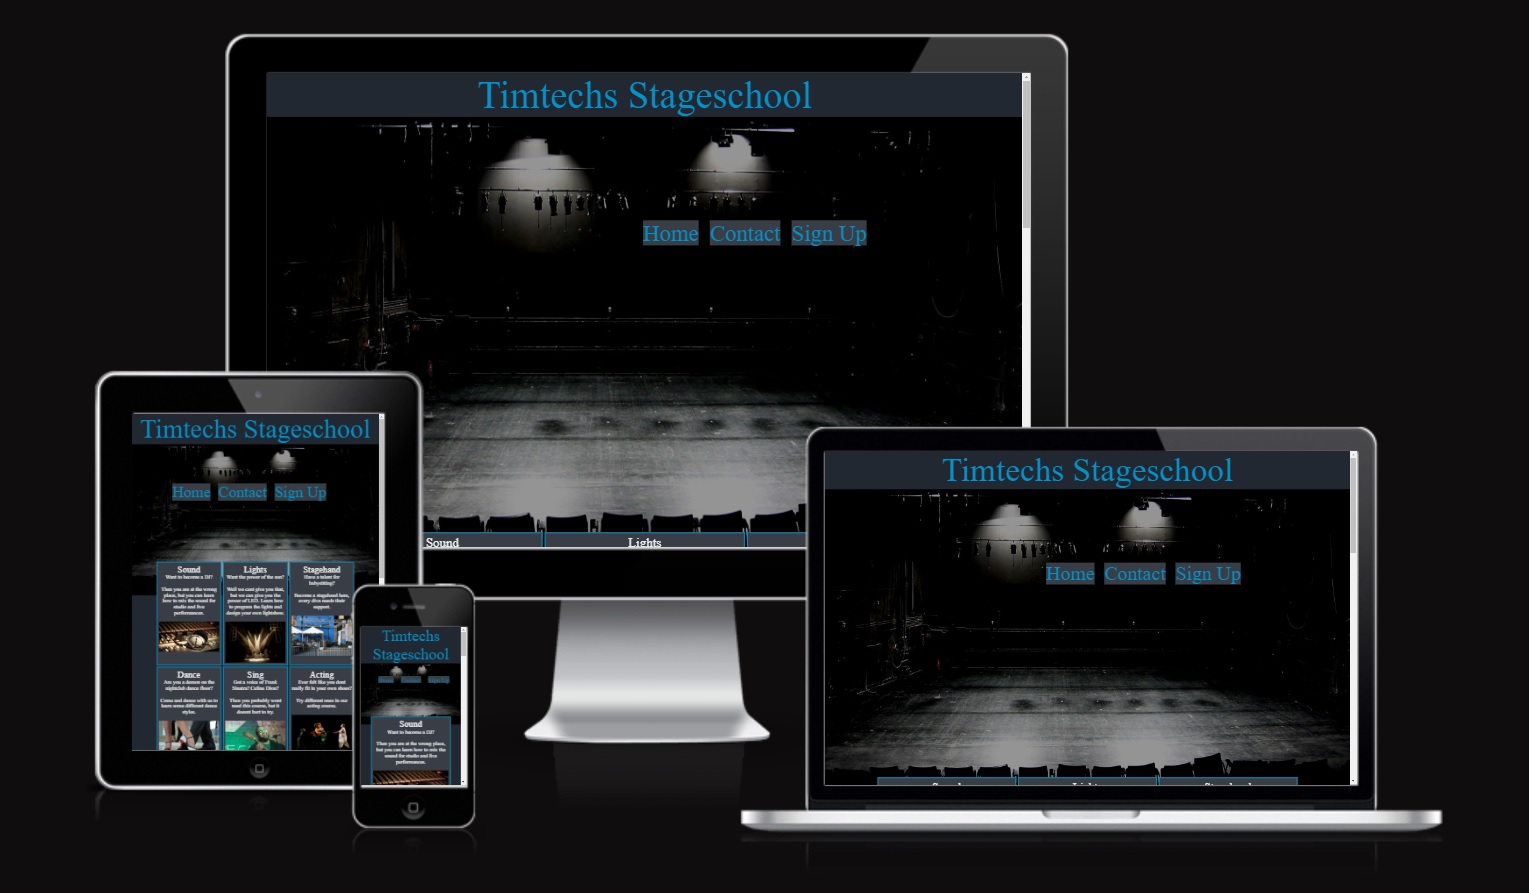 Timtechs Stageschool
Home Contact Sign Up
Sound Lights
Timtechs Stageschool
Home Contact Sign Up
Sound
Want to become a DJ?
Then you are at the wrong
place, but you can learn
how to mix the sound for
studio and live
performances.
Lights
Want the power of the sun?
Well we cant give you that,
but we can give you the
power of LED. Learn how
to program the lights and
design your own lightshow.
Stagehand
Have a talent for
babysitting?
Become a stagehand here,
every diva needs their
support.
Dance
Are you a demon on the
nightclub dance floor?
Come and dance with us to
learn some different dance
styles.
Sing
Got a voice of Frank
Sinatra? Celine Dion?
Then you probably wont
need this course, but it
doesnt hurt to try.
Acting
Ever felt like you dont
really fit in your own shoes?
Try different ones in our
acting course.
Timtechs
Stageschool
Home Contact Sign Up
Sound
Want to become a DJ?
Then you are at the wrong place,
but you can learn how to mix the
sound for studio and live
performances.
Timtechs Stageschool
Home Contact Sign Up